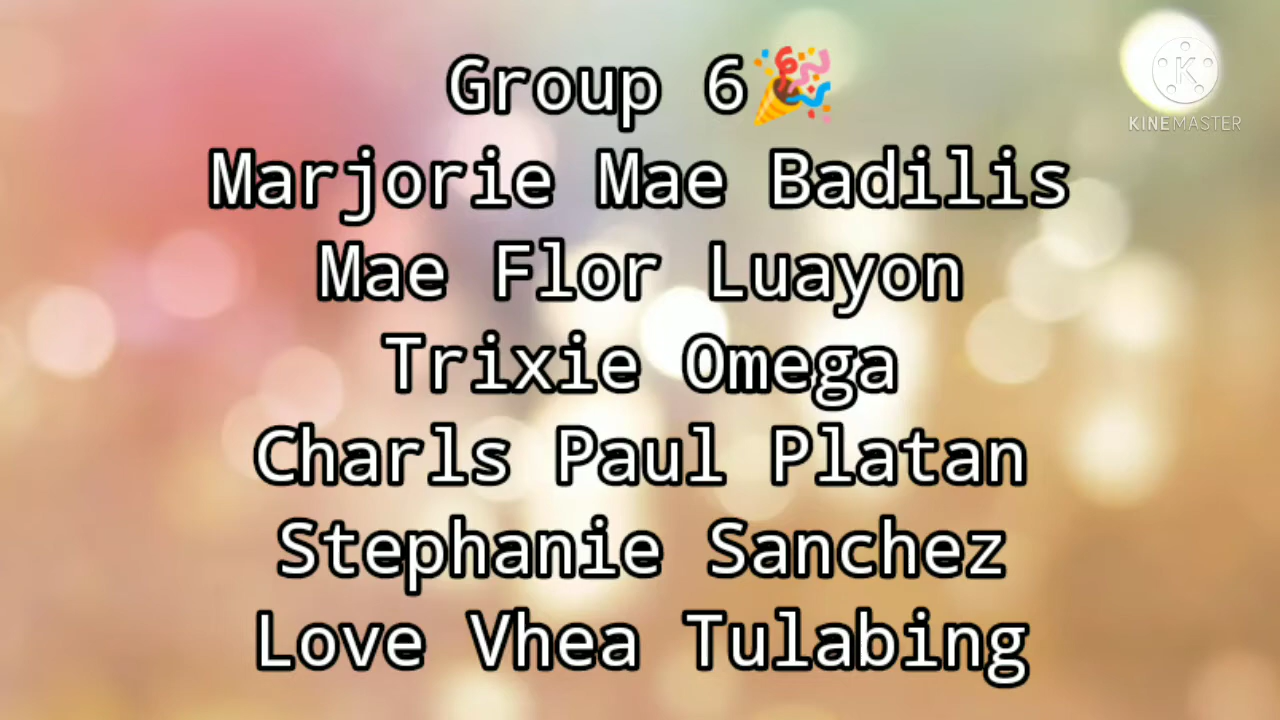 Group 6🎉
Marjorie Mae Badilis
Mae Flor Luayon
Trixie Omega
Charls Paul Platan
Stephanie Sanchez
Love Vhea Tulabing
K
KINEMASTER